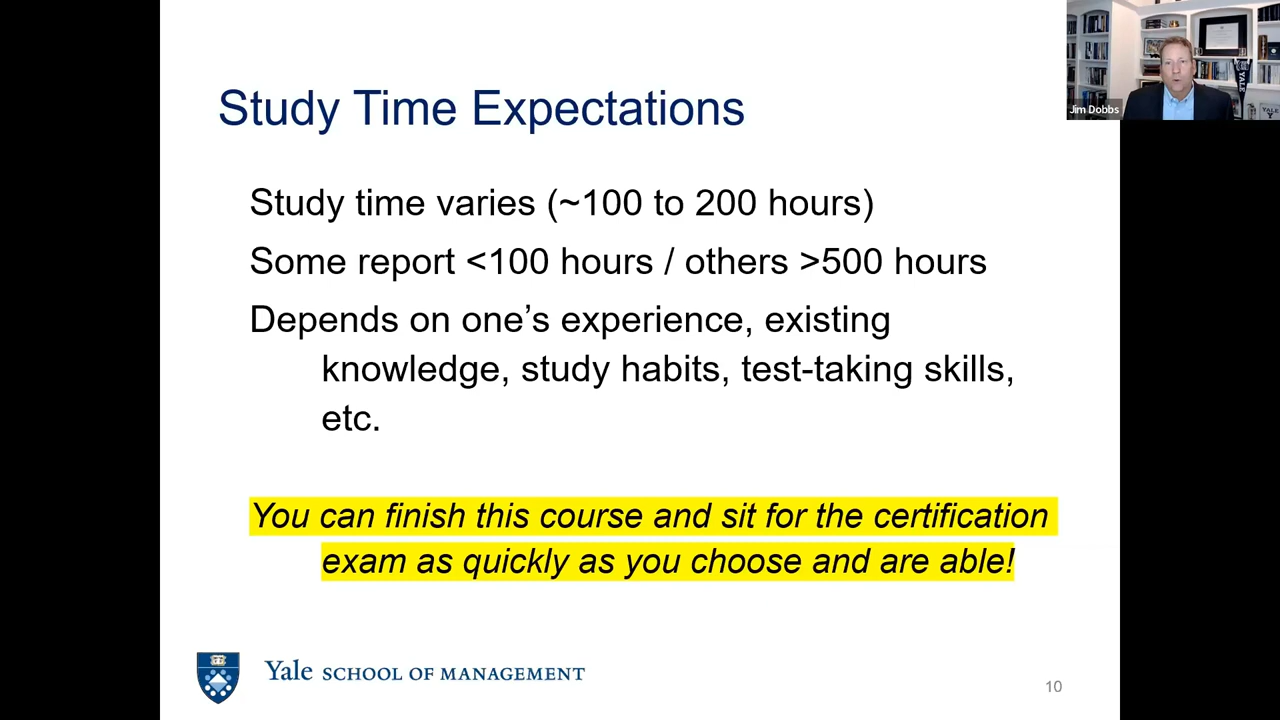 Jim Dobbs
YALE
YALE
Study Time Expectations
Study time varies (~100 to 200 hours)
Some report <100 hours / others >500 hours
Depends on one’s experience, existing
knowledge, study habits, test-taking skills,
etc.
You can finish this course and sit for the certification
exam as quickly as you choose and are able!
Yale SCHOOL OF MANAGEMENT
10